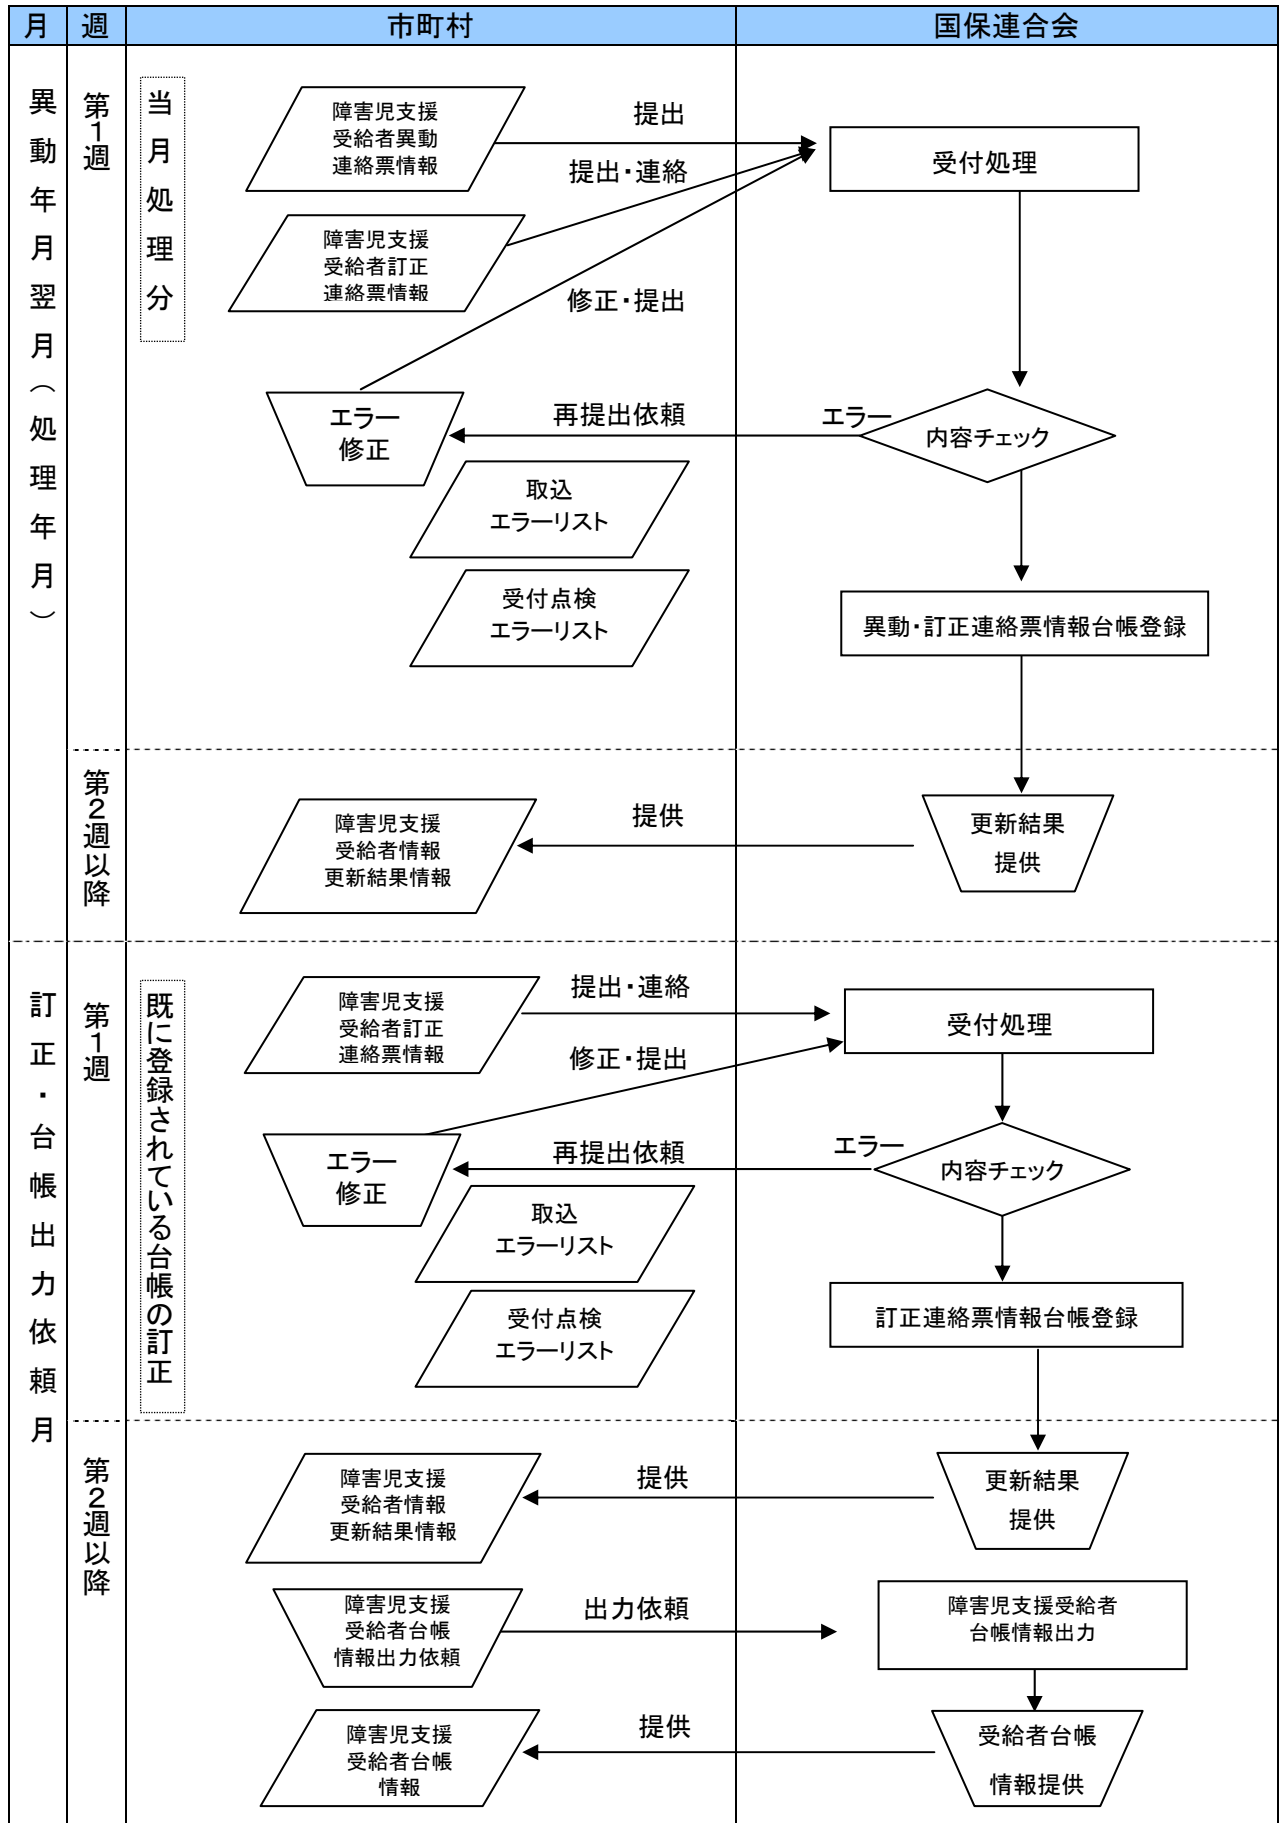 月 週 市町村 国保連合会
異動年月翌月（処理年月）
第1週
当月処理分
障害児支援
受給者異動
連絡票情報
提出
受付処理
提出・連絡
障害児支援
受給者訂正
連絡票情報
修正・提出
エラー
修正
再提出依頼
エラー
内容チェック
取込
エラーリスト
受付点検
エラーリスト
異動・訂正連絡票情報台帳登録
第2週以降
障害児支援
受給者情報
更新結果情報
提供
更新結果
提供
訂正・台帳出力依頼月
第1週
既に登録されている台帳の訂正
障害児支援
受給者訂正
連絡票情報
提出・連絡
受付処理
修正・提出
エラー
修正
再提出依頼
エラー
内容チェック
取込
エラーリスト
受付点検
エラーリスト
訂正連絡票情報台帳登録
第2週以降
障害児支援
受給者情報
更新結果情報
提供
更新結果
提供
障害児支援
受給者台帳
情報出力依頼
出力依頼
障害児支援受給者
台帳情報出力
障害児支援
受給者台帳
情報
提供
受給者台帳
情報提供